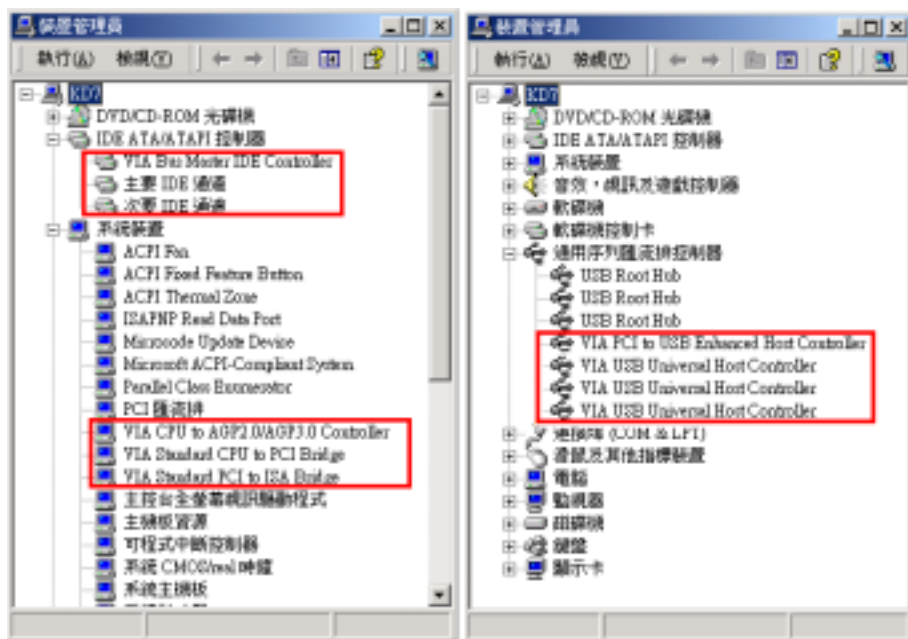 裝置管理員
執行(A) 檢視(V)
KD7
DVD/CD-ROM 光碟機
IDE ATA/ATAPI 控制器
VIA Bus Master IDE Controller
主要 IDE 通道
次要 IDE 通道
系統裝置
ACPI Fan
ACPI Fixed Feature Button
ACPI Thermal Zone
ISAPNP Read Data Port
Microcode Update Device
Microsoft ACPI-Compliant System
Parallel Class Enumerator
PCI 匯流排
VIA CPU to AGP2.0/AGP3.0 Controller
VIA Standard CPU to PCI Bridge
VIA Standard PCI to ISA Bridge
主控台全螢幕視訊驅動程式
主機板資源
可程式中斷控制器
系統 CMOS/real 時鐘
系統主機板
裝置管理員
執行(A) 檢視(V)
KD7
DVD/CD-ROM 光碟機
IDE ATA/ATAPI 控制器
系統裝置
音效，視訊及遊戲控制器
軟碟機
軟碟機控制卡
通用序列匯流排控制器
USB Root Hub
USB Root Hub
USB Root Hub
VIA PCI to USB Enhanced Host Controller
VIA USB Universal Host Controller
VIA USB Universal Host Controller
VIA USB Universal Host Controller
連接埠 (COM & LPT)
滑鼠及其他指標裝置
電腦
監視器
磁碟機
鍵盤
顯示卡